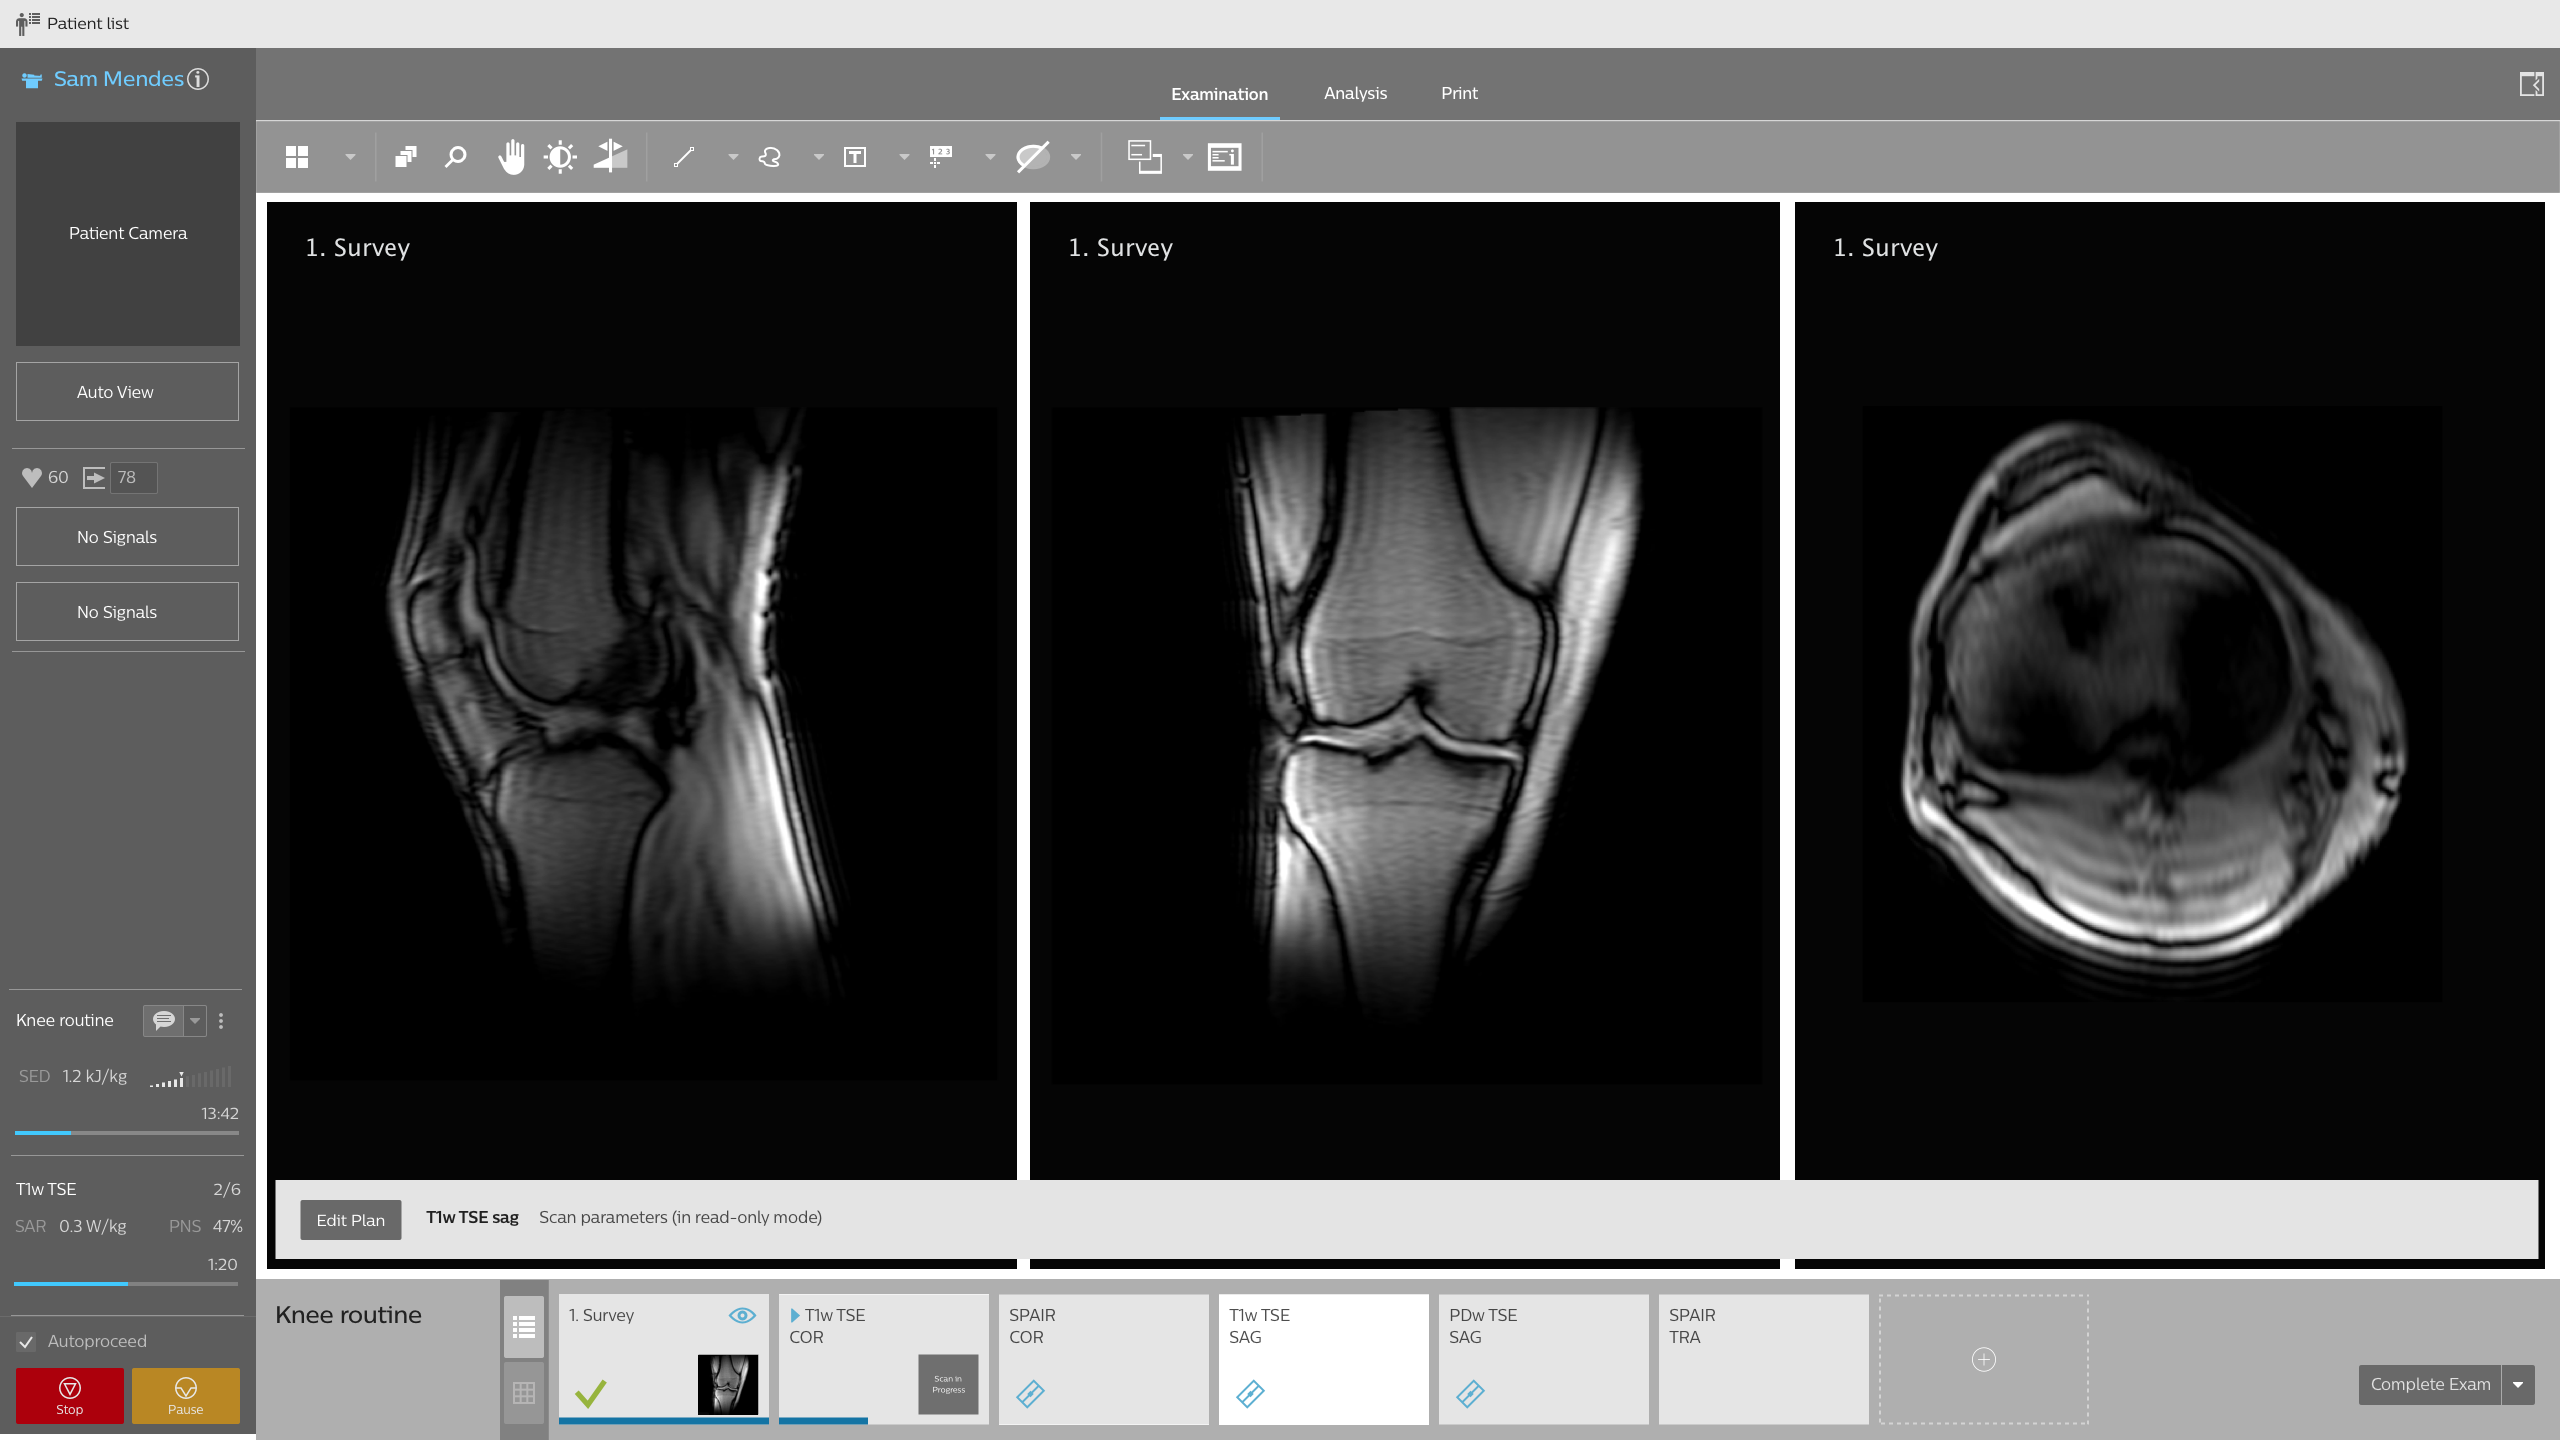 Patient list
Sam Mendes
Examination
Analysis
Print
Patient Camera
Auto View
60
78
No Signals
No Signals
1. Survey
1. Survey
1. Survey
T
1 2 3
Knee routine
SED 1.2 kJ/kg
13:42
T1w TSE 2/6
SAR 0.3 W/kg PNS 47%
1:20
Autoproceed
Stop
Pause
Edit Plan
T1w TSE sag
Scan parameters (in read-only mode)
Knee routine
1. Survey
T1w TSE
COR
Scan In
Progress
SPAIR
COR
T1w TSE
SAG
PDw TSE
SAG
SPAIR
TRA
Complete Exam